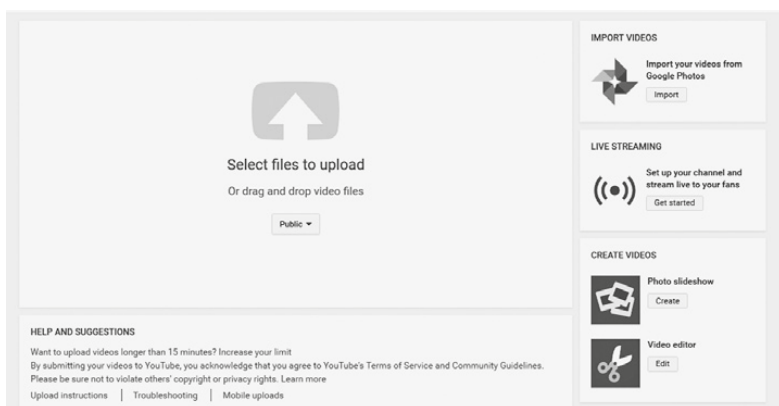 Select files to upload
Or drag and drop video files
Public
HELP AND SUGGESTIONS
Want to upload videos longer than 15 minutes? Increase your limit
By submitting your videos to YouTube, you acknowledge that you agree to YouTube's Terms of Service and Community Guidelines.
Please be sure not to violate others' copyright or privacy rights. Learn more
Upload instructions | Troubleshooting | Mobile uploads
IMPORT VIDEOS
Import your videos from
Google Photos
Import
LIVE STREAMING
Set up your channel and
stream live to your fans
Get started
CREATE VIDEOS
Photo slideshow
Create
Video editor
Edit